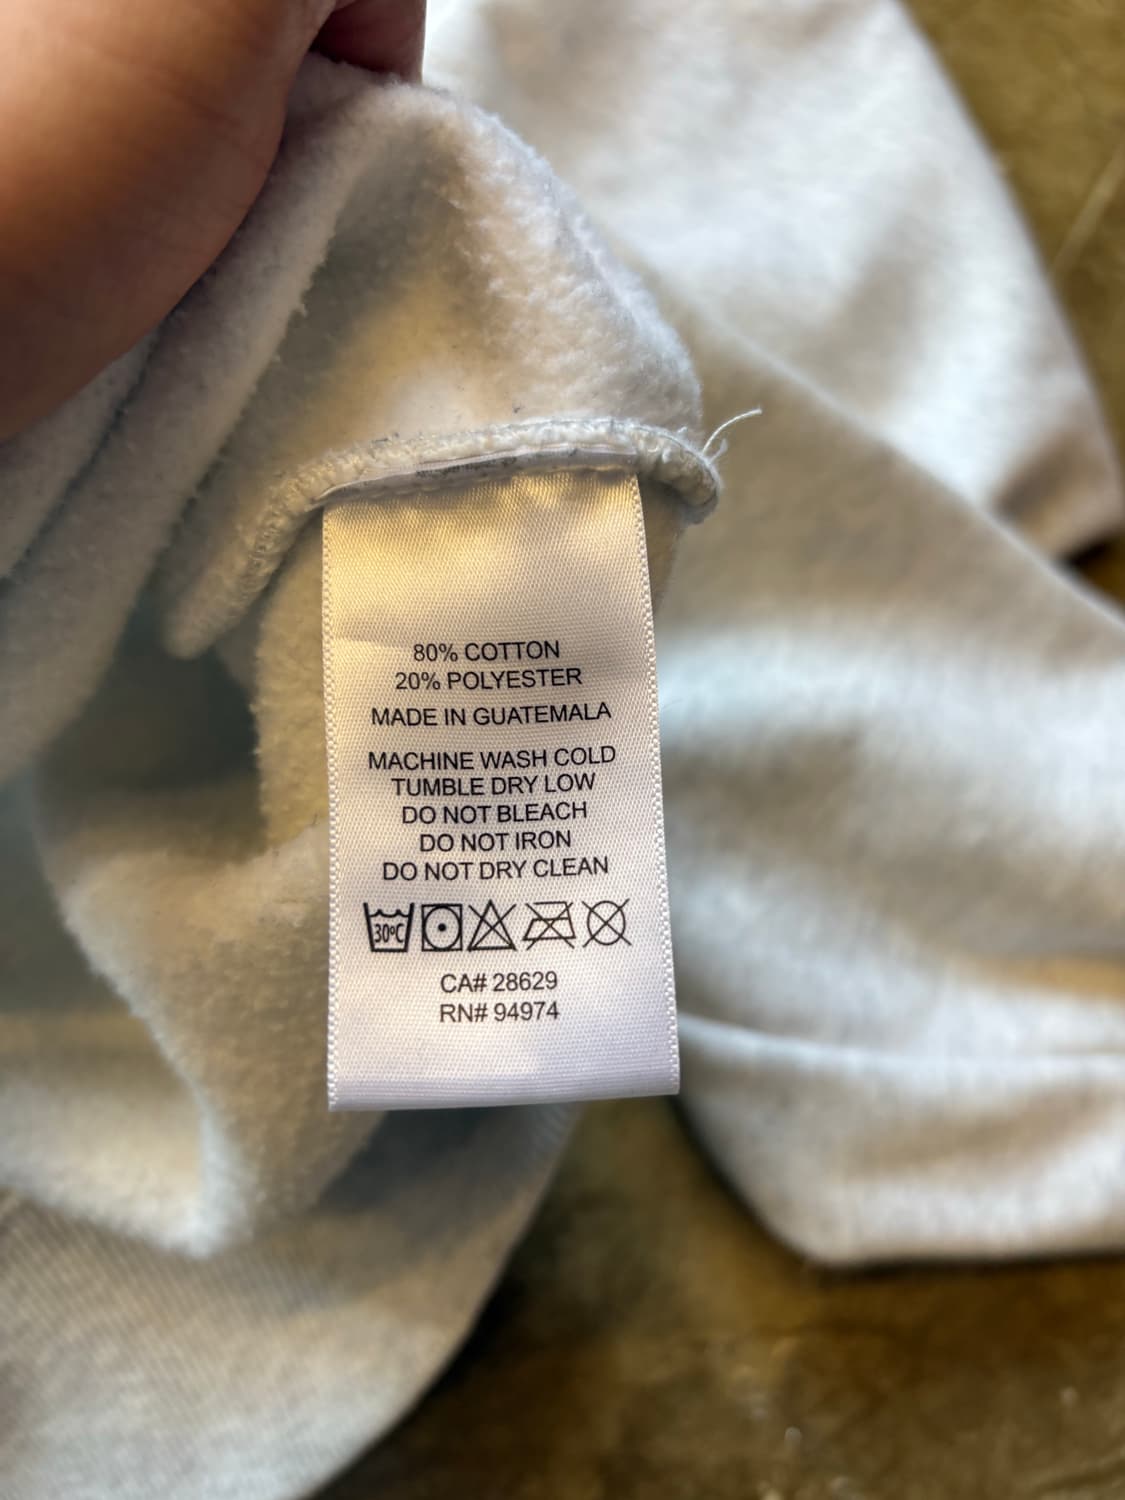 80% COTTON
20% POLYESTER
MADE IN GUATEMALA
MACHINE WASH COLD
TUMBLE DRY LOW
DO NOT BLEACH
DO NOT IRON
DO NOT DRY CLEAN
30ºC
CA# 28629
RN# 94974